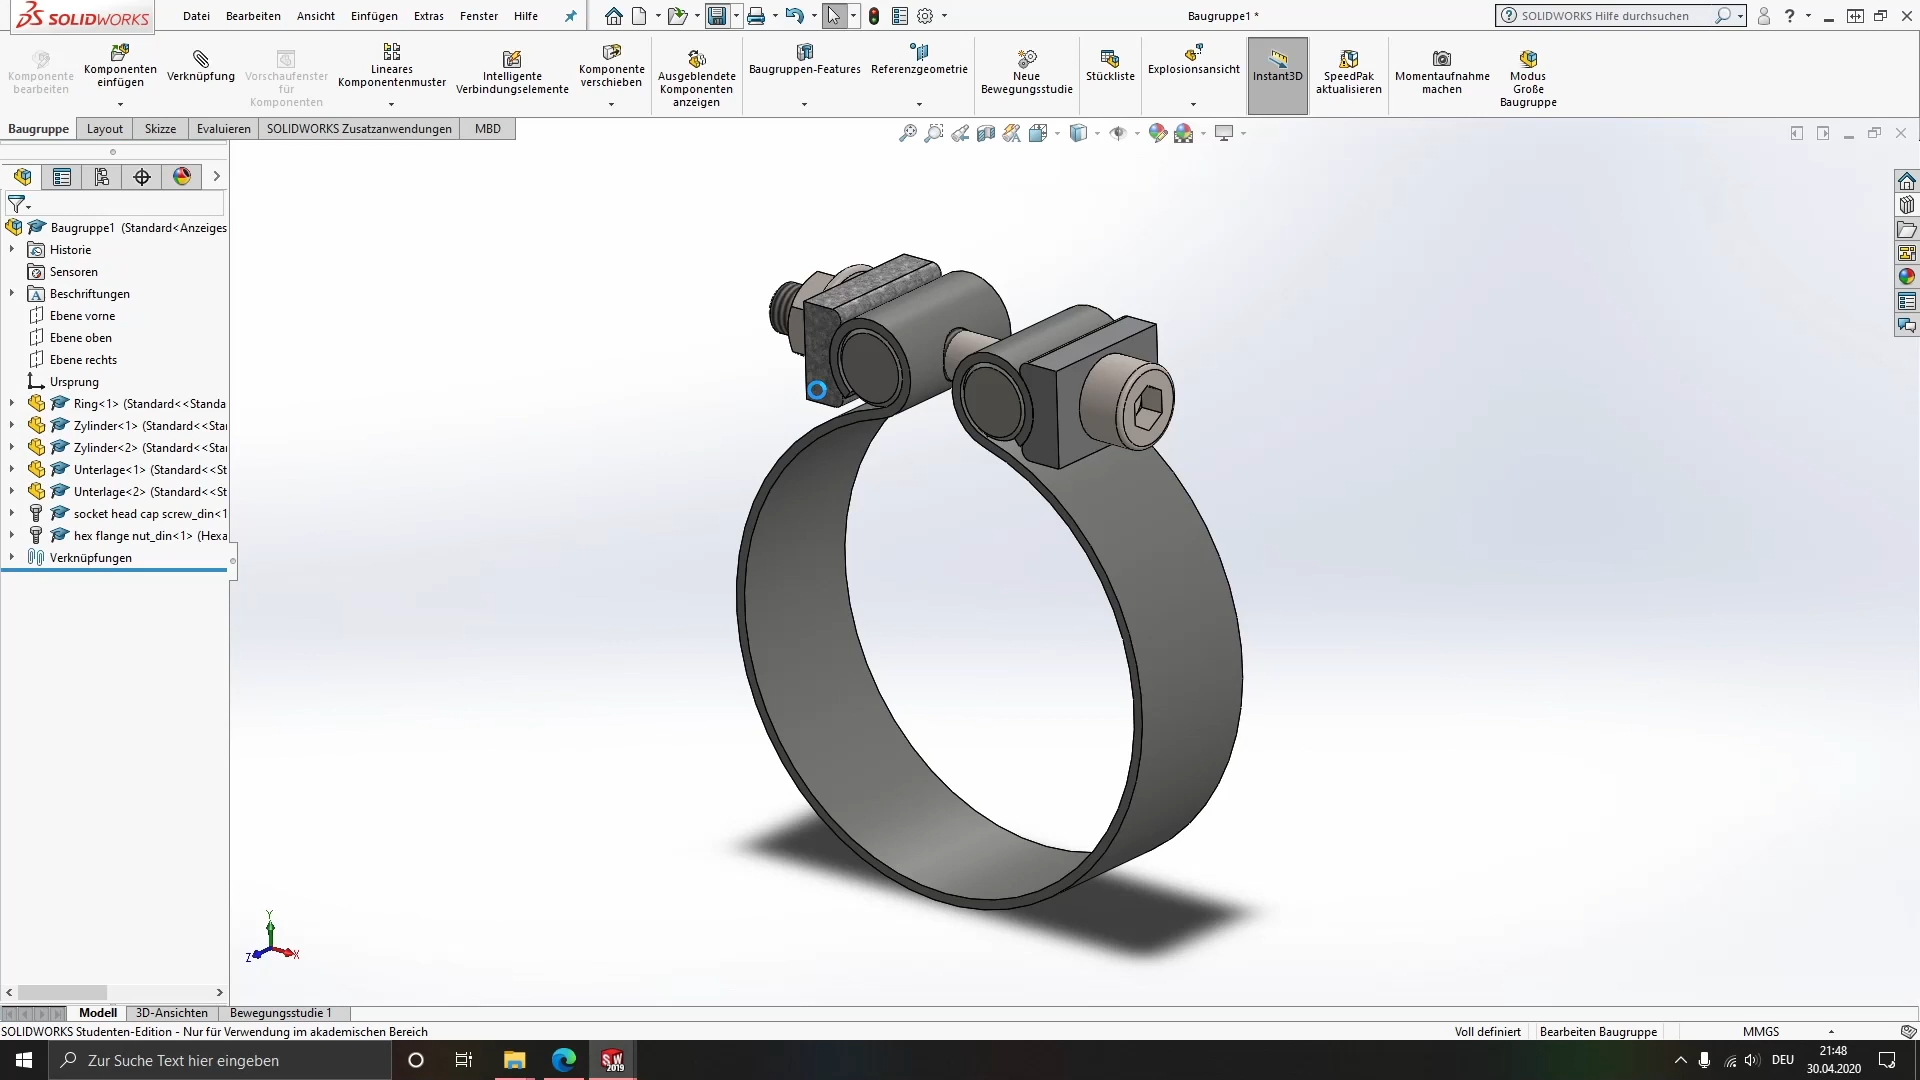 SOLIDWORKS
Datei Bearbeiten Ansicht Einfügen Extras Fenster Hilfe
Baugruppe1 *
SOLIDWORKS Hilfe durchsuchen
Komponente bearbeiten
Komponenten einfügen
Verknüpfung
Vorschaufenster für Komponenten
Lineares Komponentenmuster
Intelligente Verbindungselemente
Komponente verschieben
Ausgeblendete Komponenten anzeigen
Baugruppen-Features
Referenzgeometrie
Neue Bewegungsstudie
Stückliste
Explosionsansicht
Instant3D
SpeedPak aktualisieren
Momentaufnahme machen
Modus Große Baugruppe
Baugruppe Layout Skizze Evaluieren SOLIDWORKS Zusatzanwendungen MBD
Baugruppe1 (Standard<Anzeiges
Historie
Sensoren
Beschriftungen
Ebene vorne
Ebene oben
Ebene rechts
Ursprung
Ring<1> (Standard<<Standa
Zylinder<1> (Standard<<Sta
Zylinder<2> (Standard<<Sta
Unterlage<1> (Standard<<St
Unterlage<2> (Standard<<St
socket head cap screw_din<1
hex flange nut_din<1> (Hexa
Verknüpfungen
Y
Z X
Modell 3D-Ansichten Bewegungsstudie 1
SOLIDWORKS Studenten-Edition - Nur für Verwendung im akademischen Bereich
Voll definiert Bearbeiten Baugruppe MMGS
Zur Suche Text hier eingeben
SW 2019
DEU
21:48
30.04.2020